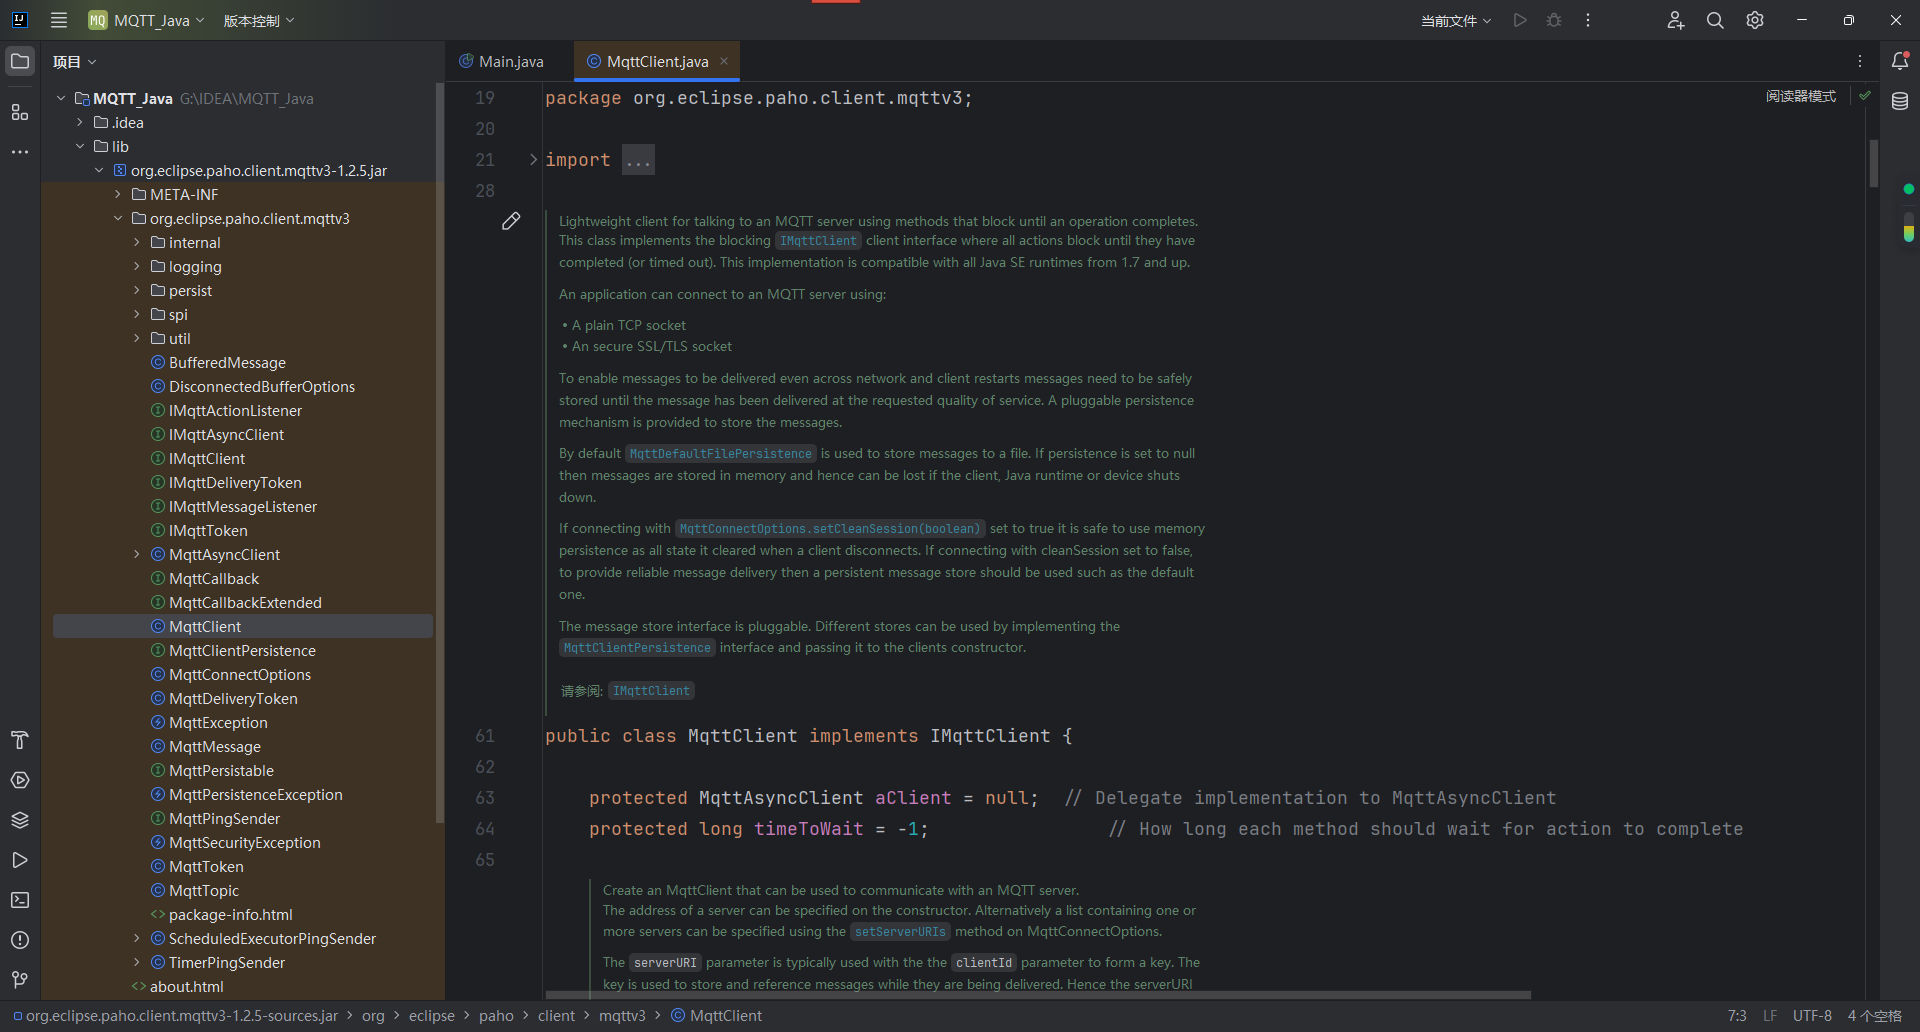 MQ MQTT_Java 版本控制 当前文件
项目
MQTT_Java G:\IDEA\MQTT_Java
.idea
lib
org.eclipse.paho.client.mqttv3-1.2.5.jar
META-INF
org.eclipse.paho.client.mqttv3
internal
logging
persist
spi
util
BufferedMessage
DisconnectedBufferOptions
IMqttActionListener
IMqttAsyncClient
IMqttClient
IMqttDeliveryToken
IMqttMessageListener
IMqttToken
MqttAsyncClient
MqttCallback
MqttCallbackExtended
MqttClient
MqttClientPersistence
MqttConnectOptions
MqttDeliveryToken
MqttException
MqttMessage
MqttPersistable
MqttPersistenceException
MqttPingSender
MqttSecurityException
MqttToken
MqttTopic
package-info.html
ScheduledExecutorPingSender
TimerPingSender
about.html
Main.java MqttClient.java
阅读器模式
19 package org.eclipse.paho.client.mqttv3;
20
21 import ...
28
Lightweight client for talking to an MQTT server using methods that block until an operation completes.
This class implements the blocking IMqttClient client interface where all actions block until they have
completed (or timed out). This implementation is compatible with all Java SE runtimes from 1.7 and up.
An application can connect to an MQTT server using:
• A plain TCP socket
• An secure SSL/TLS socket
To enable messages to be delivered even across network and client restarts messages need to be safely
stored until the message has been delivered at the requested quality of service. A pluggable persistence
mechanism is provided to store the messages.
By default MqttDefaultFilePersistence is used to store messages to a file. If persistence is set to null
then messages are stored in memory and hence can be lost if the client, Java runtime or device shuts
down.
If connecting with MqttConnectOptions.setCleanSession(boolean) set to true it is safe to use memory
persistence as all state it cleared when a client disconnects. If connecting with cleanSession set to false,
to provide reliable message delivery then a persistent message store should be used such as the default
one.
The message store interface is pluggable. Different stores can be used by implementing the
MqttClientPersistence interface and passing it to the clients constructor.
请参阅: IMqttClient
61 public class MqttClient implements IMqttClient {
62
63 protected MqttAsyncClient aClient = null; // Delegate implementation to MqttAsyncClient
64 protected long timeToWait = -1; // How long each method should wait for action to complete
65
Create an MqttClient that can be used to communicate with an MQTT server.
The address of a server can be specified on the constructor. Alternatively a list containing one or
more servers can be specified using the setServerURIs method on MqttConnectOptions.
The serverURI parameter is typically used with the the clientId parameter to form a key. The
key is used to store and reference messages while they are being delivered. Hence the serverURI
org.eclipse.paho.client.mqttv3-1.2.5-sources.jar > org > eclipse > paho > client > mqttv3 > MqttClient 7:3 LF UTF-8 4 个空格